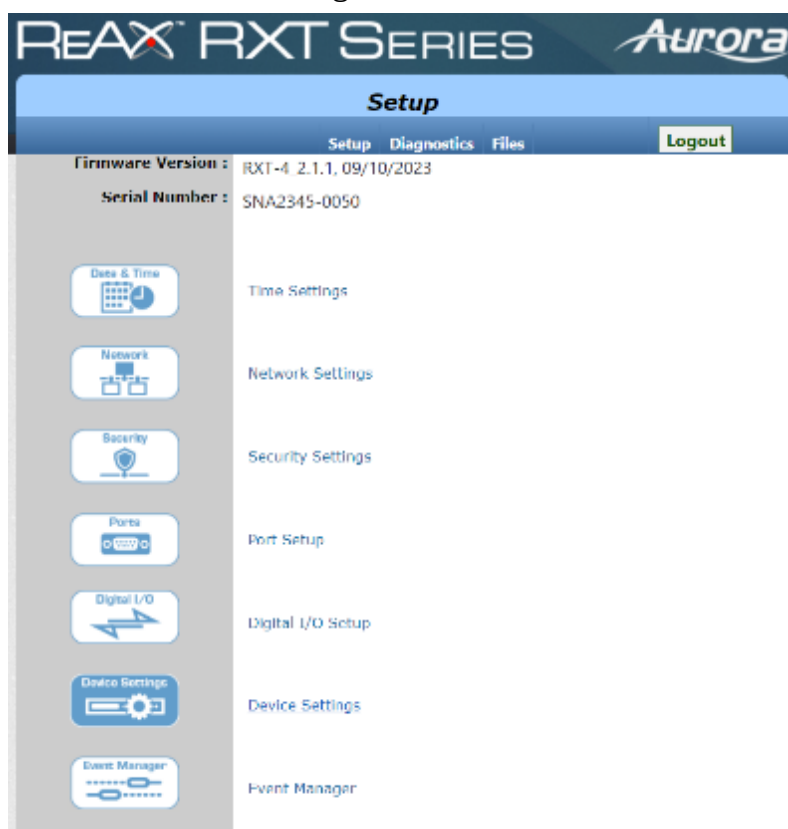 ReAX™ RXT SERIES Aurora
Setup
Setup Diagnostics Files Logout
Firmware Version : RXT-4 2.1.1, 09/10/2023
Serial Number : SNA2345-0050
Date & Time
Time Settings
Network
Network Settings
Security
Security Settings
Ports
Port Setup
Digital I/O
Digital I/O Setup
Device Settings
Device Settings
Event Manager
Event Manager